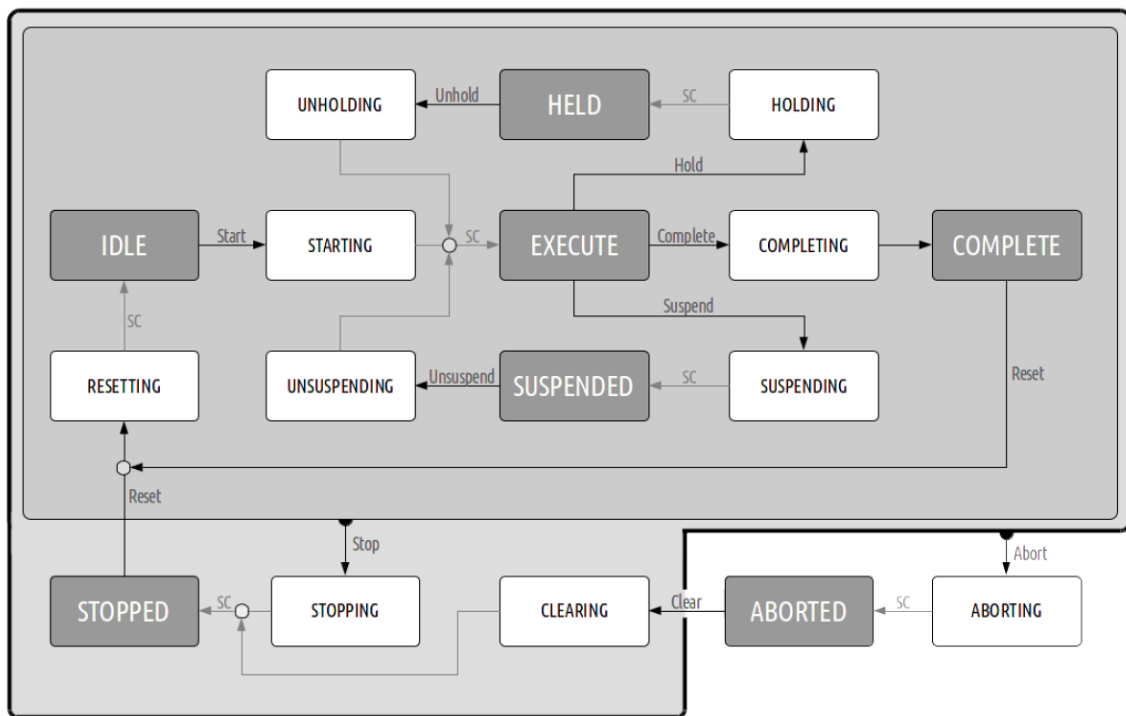 UNHOLDING
Unhold
HELD
SC
HOLDING
Hold
IDLE
Start
STARTING
SC
EXECUTE
Complete
COMPLETING
COMPLETE
SC
Suspend
RESETTING
UNSUSPENDING
Unsuspend
SUSPENDED
SC
SUSPENDING
Reset
Reset
Stop
Abort
STOPPED
SC
STOPPING
CLEARING
Clear
ABORTED
SC
ABORTING